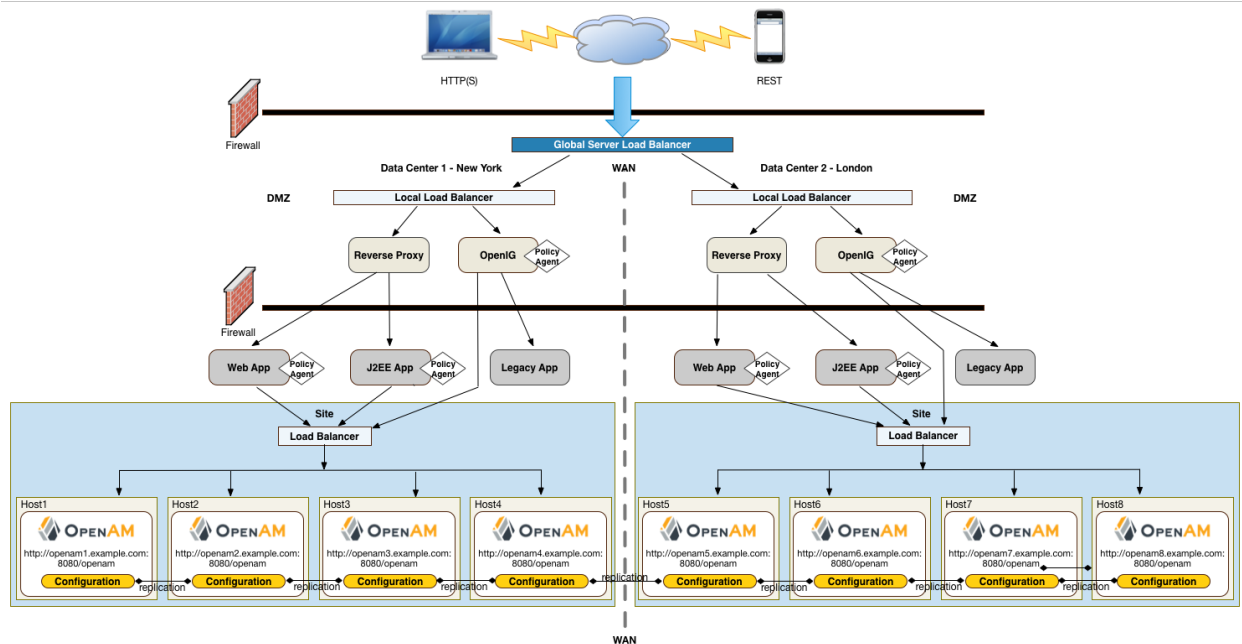 HTTP(S)
REST
Firewall
Global Server Load Balancer
Data Center 1 - New York
WAN
Data Center 2 - London
DMZ
Local Load Balancer
Local Load Balancer
DMZ
Reverse Proxy
OpenIG
Policy
Agent
Reverse Proxy
OpenIG
Policy
Agent
Firewall
Web App
Policy
Agent
J2EE App
Policy
Agent
Legacy App
Web App
Policy
Agent
J2EE App
Policy
Agent
Legacy App
Site
Load Balancer
Site
Load Balancer
Host1
OPENAM
http://openam1.example.com:
8080/openam
Configuration
replication
Host2
OPENAM
http://openam2.example.com:
8080/openam
Configuration
replication
Host3
OPENAM
http://openam3.example.com:
8080/openam
Configuration
replication
Host4
OPENAM
http://openam4.example.com:
8080/openam
Configuration
replication
Host5
OPENAM
http://openam5.example.com:
8080/openam
Configuration
replication
Host6
OPENAM
http://openam6.example.com:
8080/openam
Configuration
replication
Host7
OPENAM
http://openam7.example.com:
8080/openam
Configuration
replication
Host8
OPENAM
http://openam8.example.com:
8080/openam
Configuration
WAN